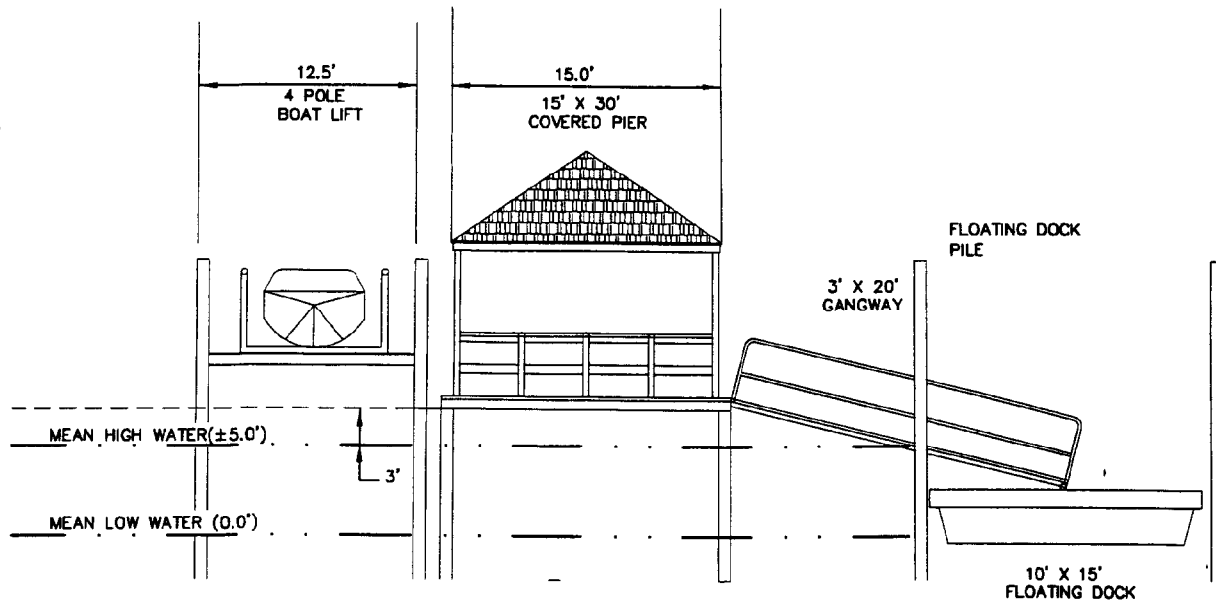 12.5'
4 POLE
BOAT LIFT
15.0'
15' X 30'
COVERED PIER
FLOATING DOCK
PILE
3' X 20'
GANGWAY
MEAN HIGH WATER(±5.0')
3'
MEAN LOW WATER (0.0')
10' X 15'
FLOATING DOCK